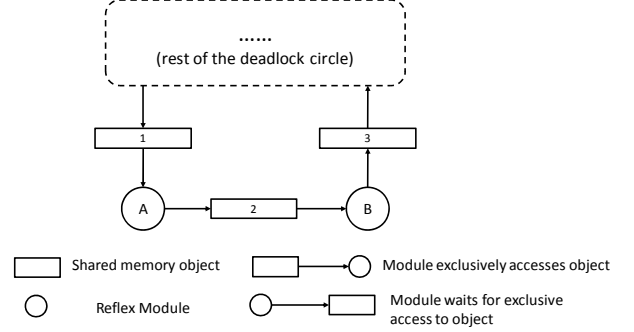 ......
(rest of the deadlock circle)
1
3
A
2
B
Shared memory object
Module exclusively accesses object
Reflex Module
Module waits for exclusive
access to object